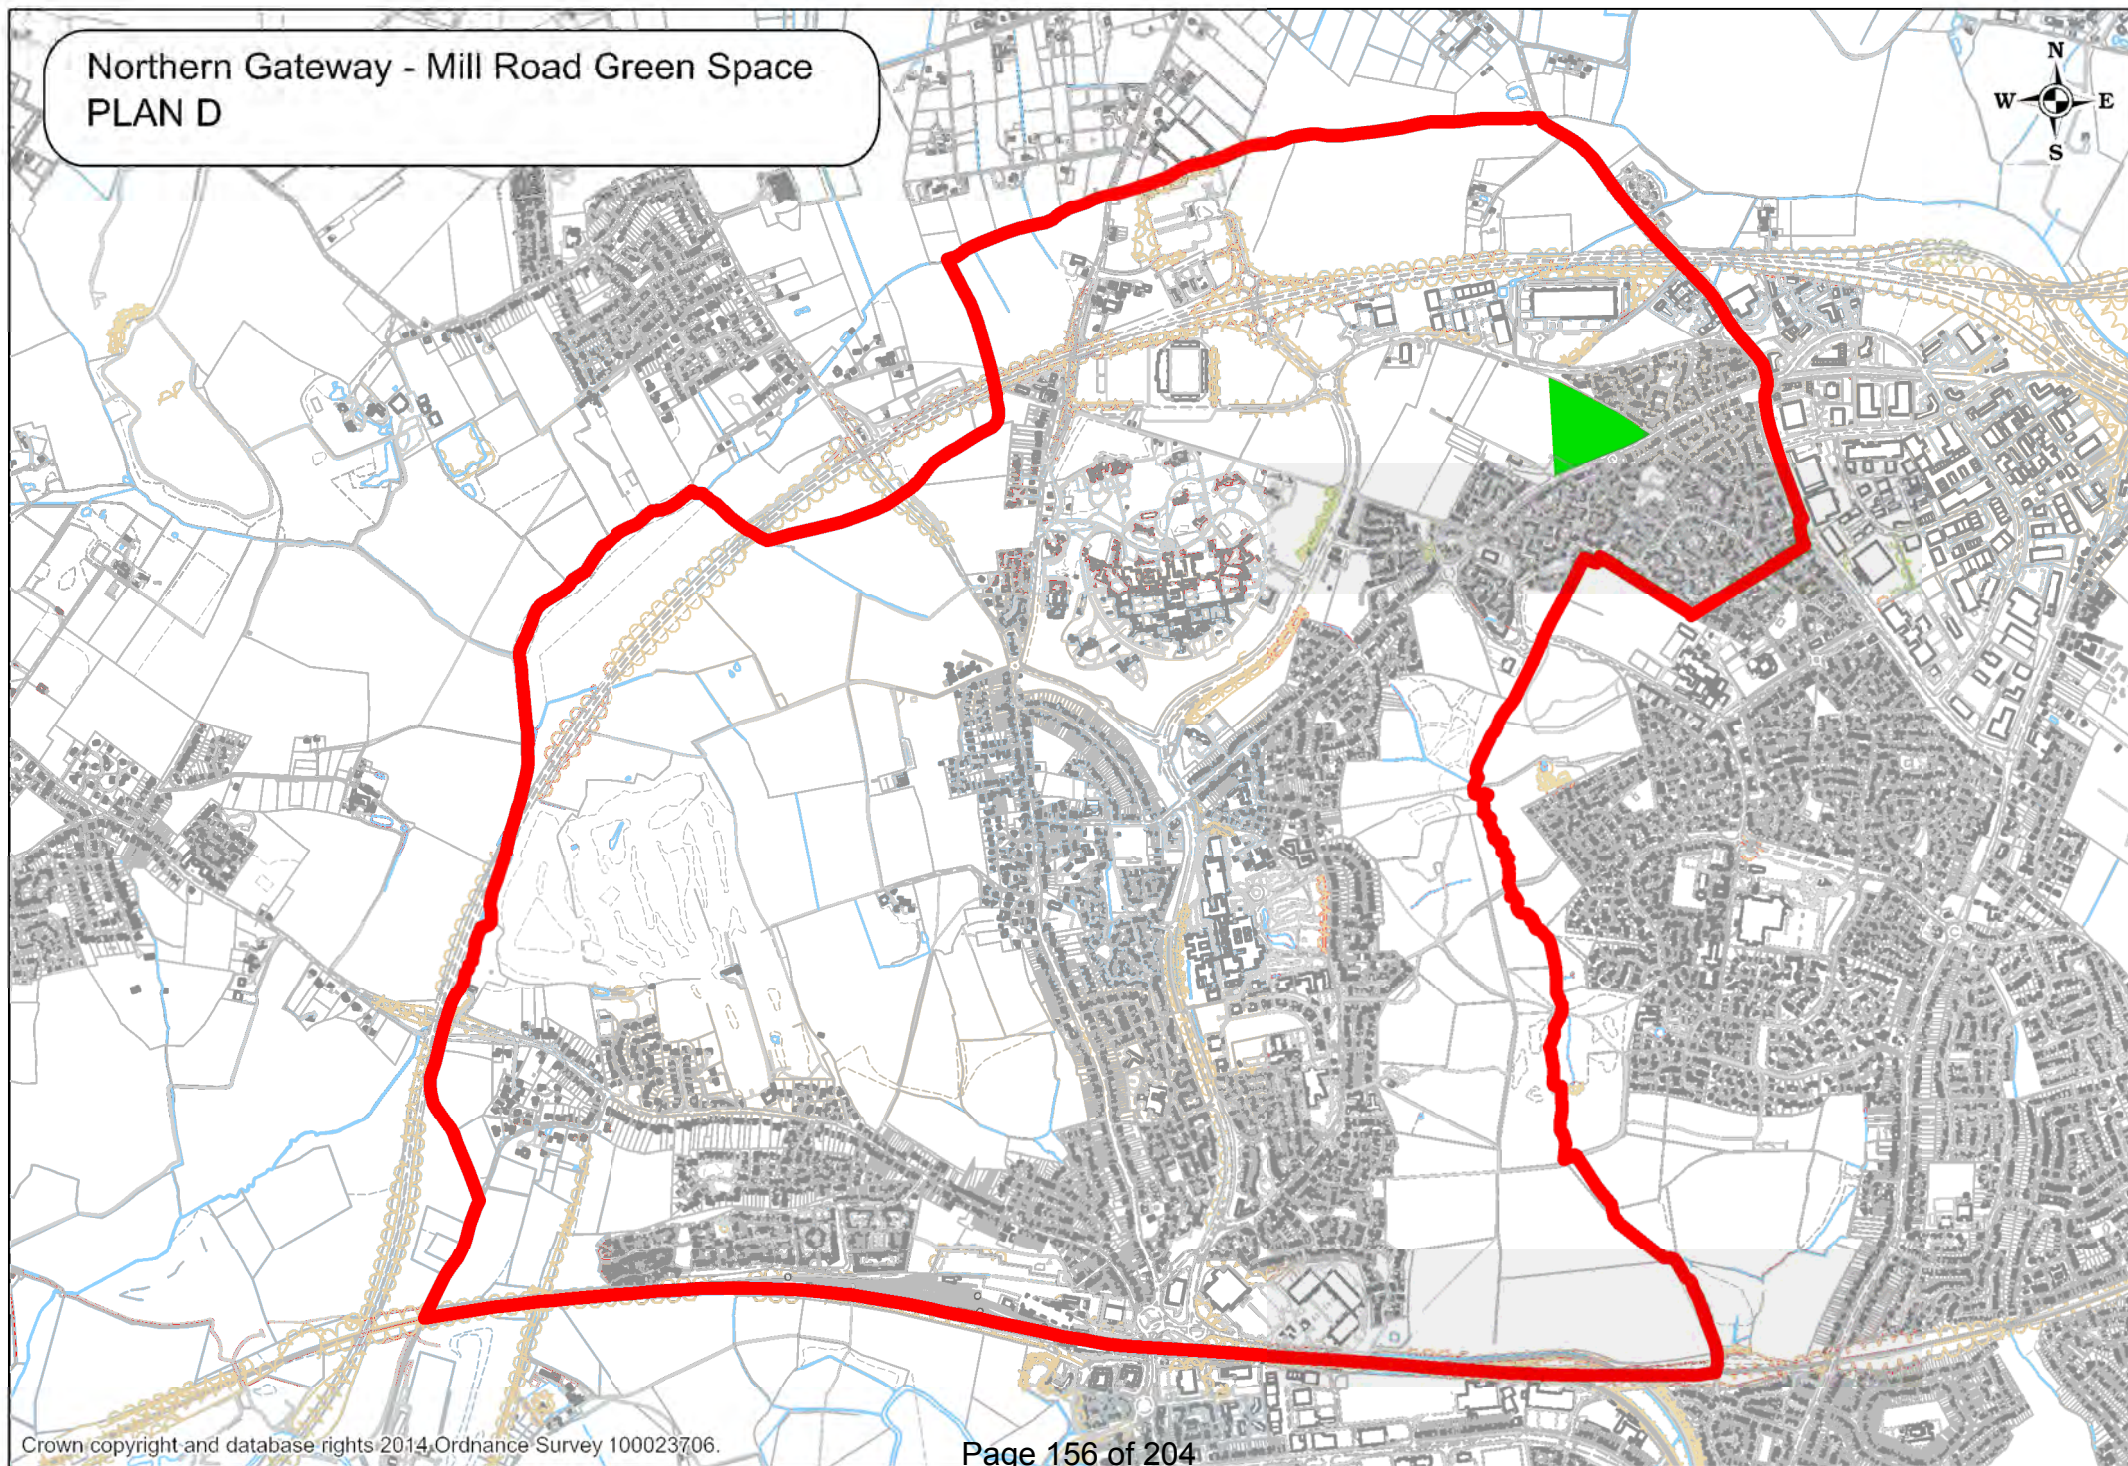 Northern Gateway - Mill Road Green Space
PLAN D
N
W E
S
Crown copyright and database rights 2014 Ordnance Survey 100023706.
Page 156 of 204